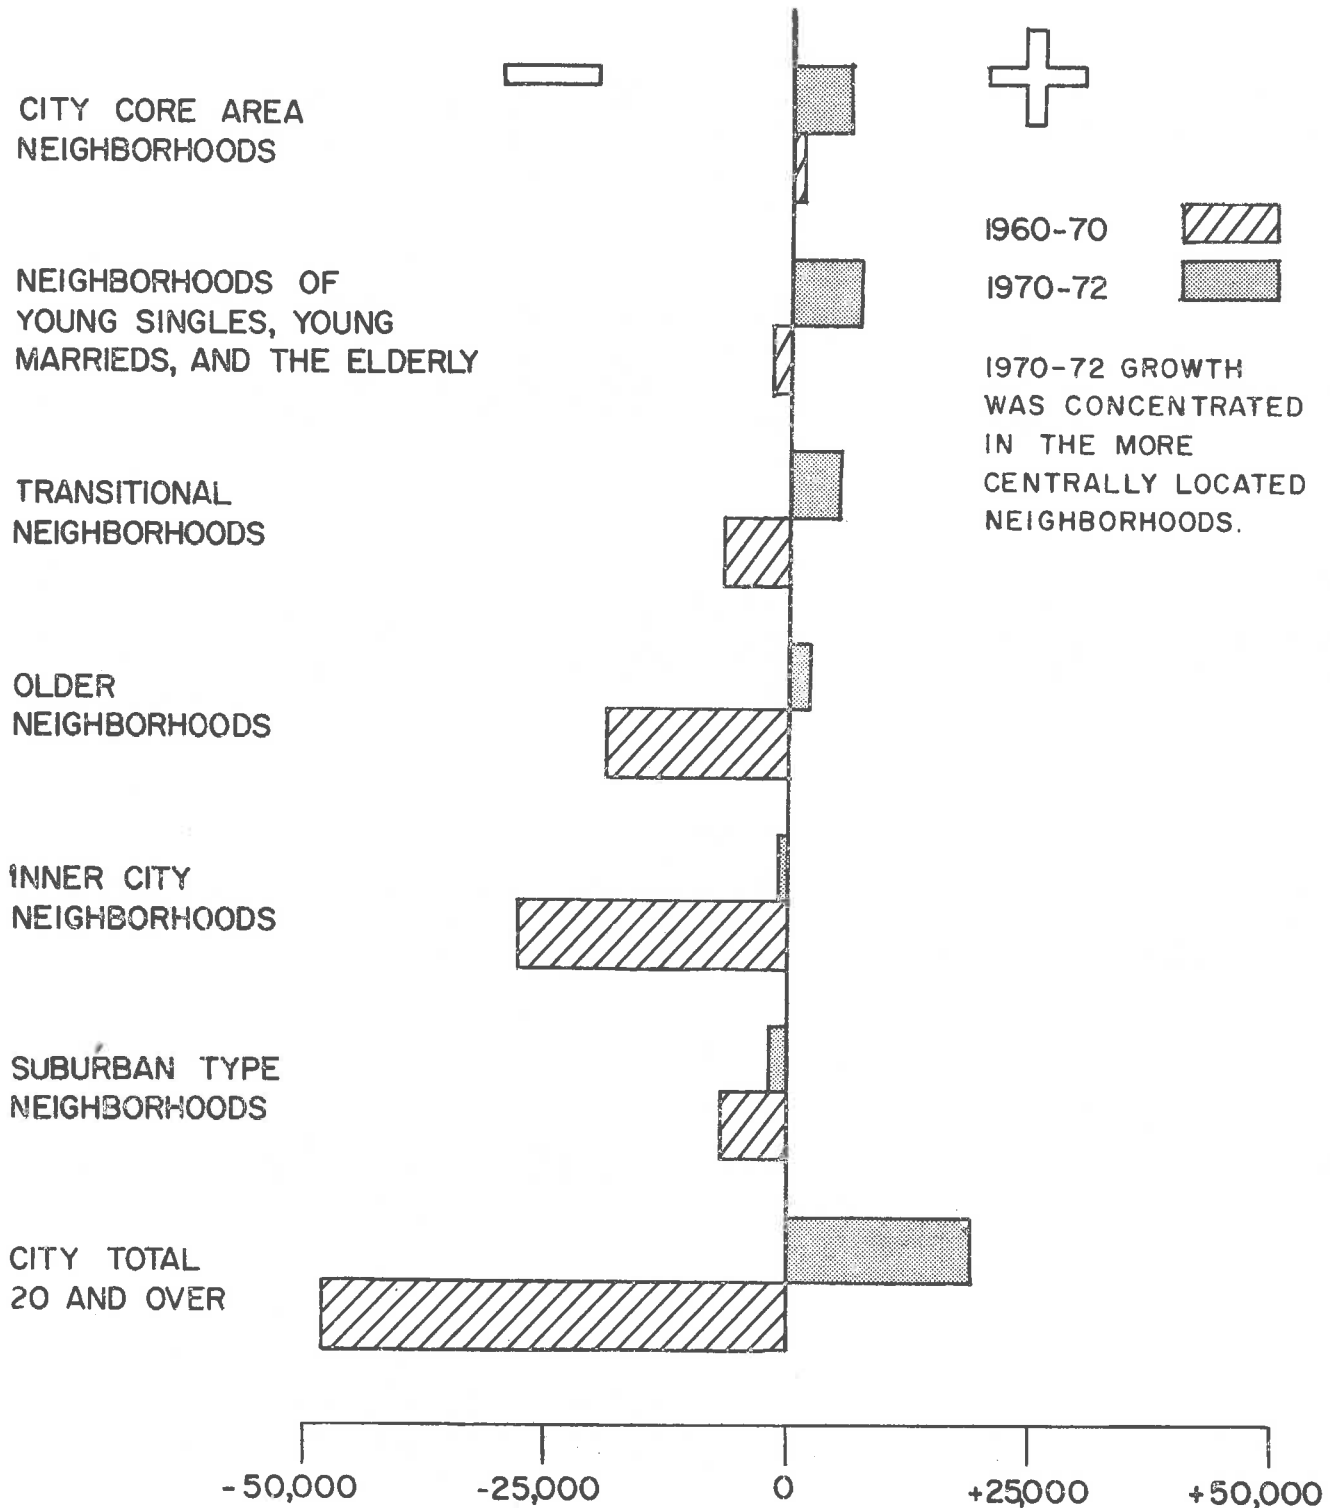 CITY CORE AREA
NEIGHBORHOODS
1960-70
1970-72
1970-72 GROWTH
WAS CONCENTRATED
IN THE MORE
CENTRALLY LOCATED
NEIGHBORHOODS.
NEIGHBORHOODS OF
YOUNG SINGLES, YOUNG
MARRIEDS, AND THE ELDERLY
TRANSITIONAL
NEIGHBORHOODS
OLDER
NEIGHBORHOODS
INNER CITY
NEIGHBORHOODS
SUBURBAN TYPE
NEIGHBORHOODS
CITY TOTAL
20 AND OVER
-50,000 -25,000 0 +25,000 +50,000